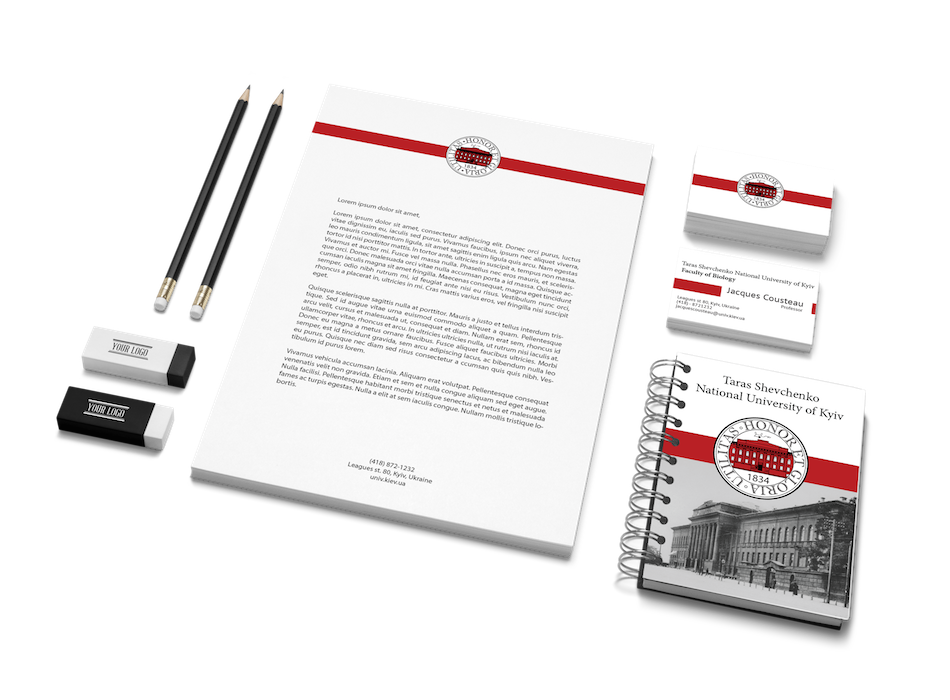 YOUR LOGO
YOUR LOGO
UTILITAS • HONOR ET GLORIA •
1834
Lorem ipsum dolor sit amet,
Lorem ipsum dolor sit amet, consectetur adipiscing elit. Donec orci purus, luctus
vitae dignissim eu, iaculis sed purus. Vivamus faucibus, ipsum nec aliquet viverra,
leo mauris condimentum ligula, sit amet sagittis enim ligula quis arcu. Nam egestas
tortor id nisl porttitor mattis. In tortor ante, ultricies in suscipit a, tempus non massa.
Vivamus et auctor mi. Fusce vel massa nulla. Phasellus nec eros mauris, et sceleris-
que orci. Donec malesuada orci vitae nulla accumsan porta a id massa. Quisque ac-
cumsan iaculis magna sit amet fringilla. Maecenas consequat, magna eget tincidunt
semper, odio nibh rutrum mi, id feugiat ante nisi eu risus. Vestibulum nunc orci,
rhoncus a placerat in, ultricies in mi. Cras mattis varius eros, vel fringilla nisl suscipit
eget.
Quisque scelerisque sagittis nulla at porttitor. Mauris a justo et tellus interdum tris-
tique. Sed id augue vitae urna euismod commodo aliquet a quam. Pellentesque
arcu velit, cursus et malesuada ut, consequat et diam. Nullam erat sem, rhoncus id
ullamcorper vitae, rhoncus et arcu. In ultricies ultricies nulla, ut rutrum nisi iaculis at.
Donec eu magna a metus ornare faucibus. Fusce aliquet faucibus ultricies. Morbi
semper, est id tincidunt gravida, sem arcu adipiscing lacus, ac bibendum nulla leo
eu purus. Quisque nec diam sed risus consectetur a ccumsan quis quis nibh. Ves-
tibulum id purus lorem.
Vivamus vehicula accumsan lacinia. Aliquam erat volutpat. Pellentesque consequat
venenatis velit non gravida. Etiam et sem et nulla congue aliquam sed eget augue.
Nulla facilisi. Pellentesque habitant morbi tristique senectus et netus et malesuada
fames ac turpis egestas. Nulla a elit at sem iaculis congue. Nullam mollis tristique lo-
bortis.
(418) 872-1232
Leagues st. 80, Kyiv, Ukraine
univ.kiev.ua
UTILITAS • HONOR ET GLORIA •
1834
Taras Shevchenko National University of Kyiv
Faculty of Biology
Jacques Cousteau
Professor
Leagues st 80, Kyiv, Ukraine
(418) - 8721232
jacquescousteau@univ.kiev.ua
Taras Shevchenko
National University of Kyiv
UTILITAS • HONOR ET GLORIA •
1834